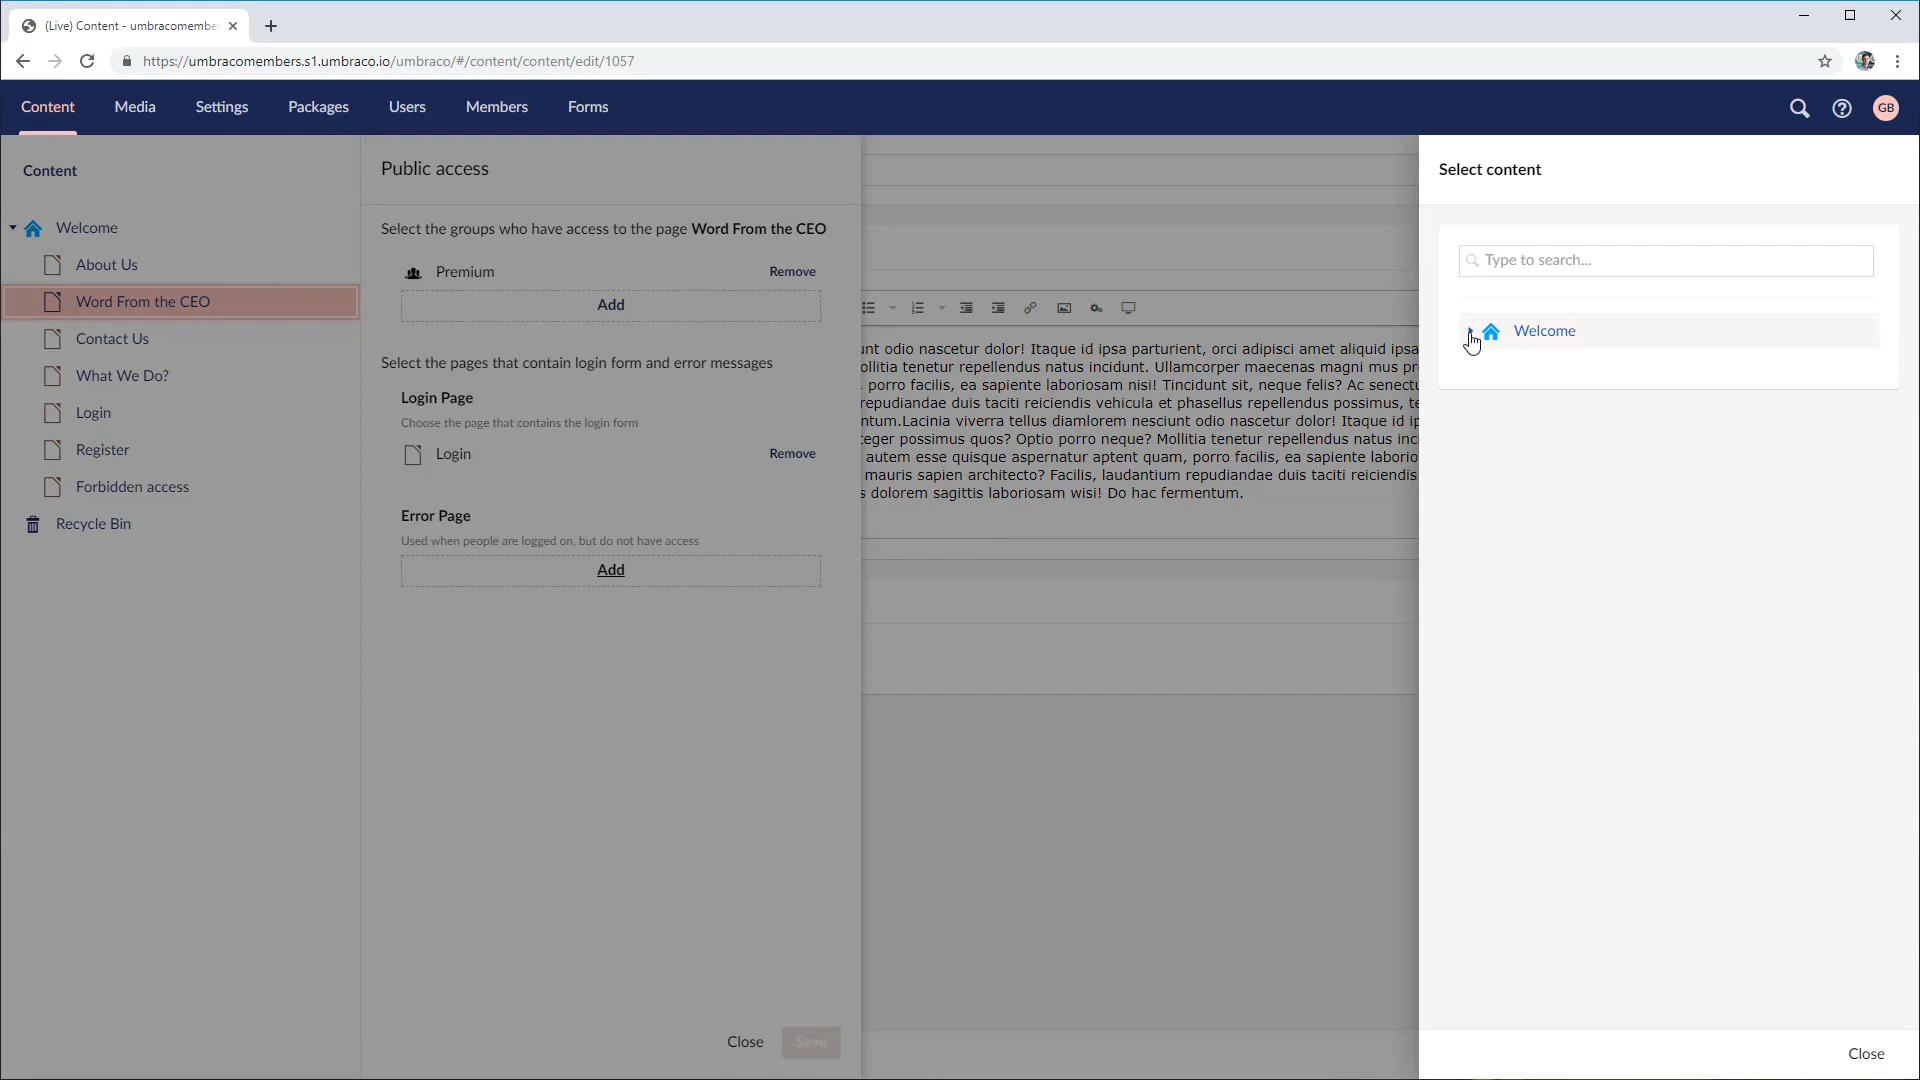 (Live) Content - umbracomembe
https://umbracomembers.s1.umbraco.io/umbraco/#/content/content/edit/1057
Content Media Settings Packages Users Members Forms
GB
Content
Welcome
About Us
Word From the CEO
Contact Us
What We Do?
Login
Register
Forbidden access
Recycle Bin
Public access
Select the groups who have access to the page Word From the CEO
Premium Remove
Add
Select the pages that contain login form and error messages
Login Page
Choose the page that contains the login form
Login Remove
Error Page
Used when people are logged on, but do not have access
Add
Close Save
unt odio nascetur dolor! Itaque id ipsa parturient, orci adipisci amet aliquid ipsa
ollitia tenetur repellendus natus incidunt. Ullamcorper maecenas magni mus pr
porro facilis, ea sapiente laboriosam nisi! Tincidunt sit, neque felis? Ac senectu
repudiandae duis taciti reiciendis vehicula et phasellus repellendus possimus, te
ntum.Lacinia viverra tellus diamlorem nesciunt odio nascetur dolor! Itaque id ip
teger possimus quos? Optio porro neque? Mollitia tenetur repellendus natus inc
autem esse quisque aspernatur aptent quam, porro facilis, ea sapiente laborio
mauris sapien architecto? Facilis, laudantium repudiandae duis taciti reiciendis
s dolorem sagittis laboriosam wisi! Do hac fermentum.
Select content
Type to search...
Welcome
Close